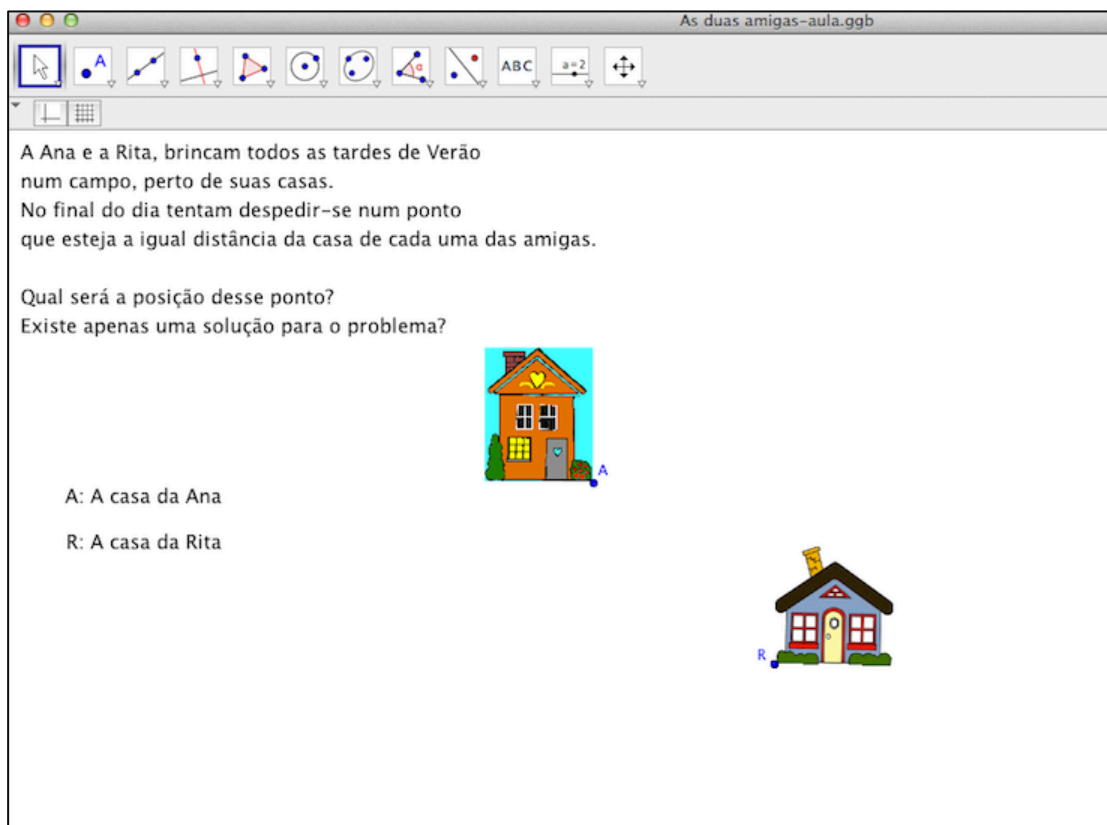 As duas amigas-aula.ggb
A
α
ABC
a=2
A Ana e a Rita, brincam todos as tardes de Verão
num campo, perto de suas casas.
No final do dia tentam despedir-se num ponto
que esteja a igual distância da casa de cada uma das amigas.
Qual será a posição desse ponto?
Existe apenas uma solução para o problema?
A
A: A casa da Ana
R: A casa da Rita
R